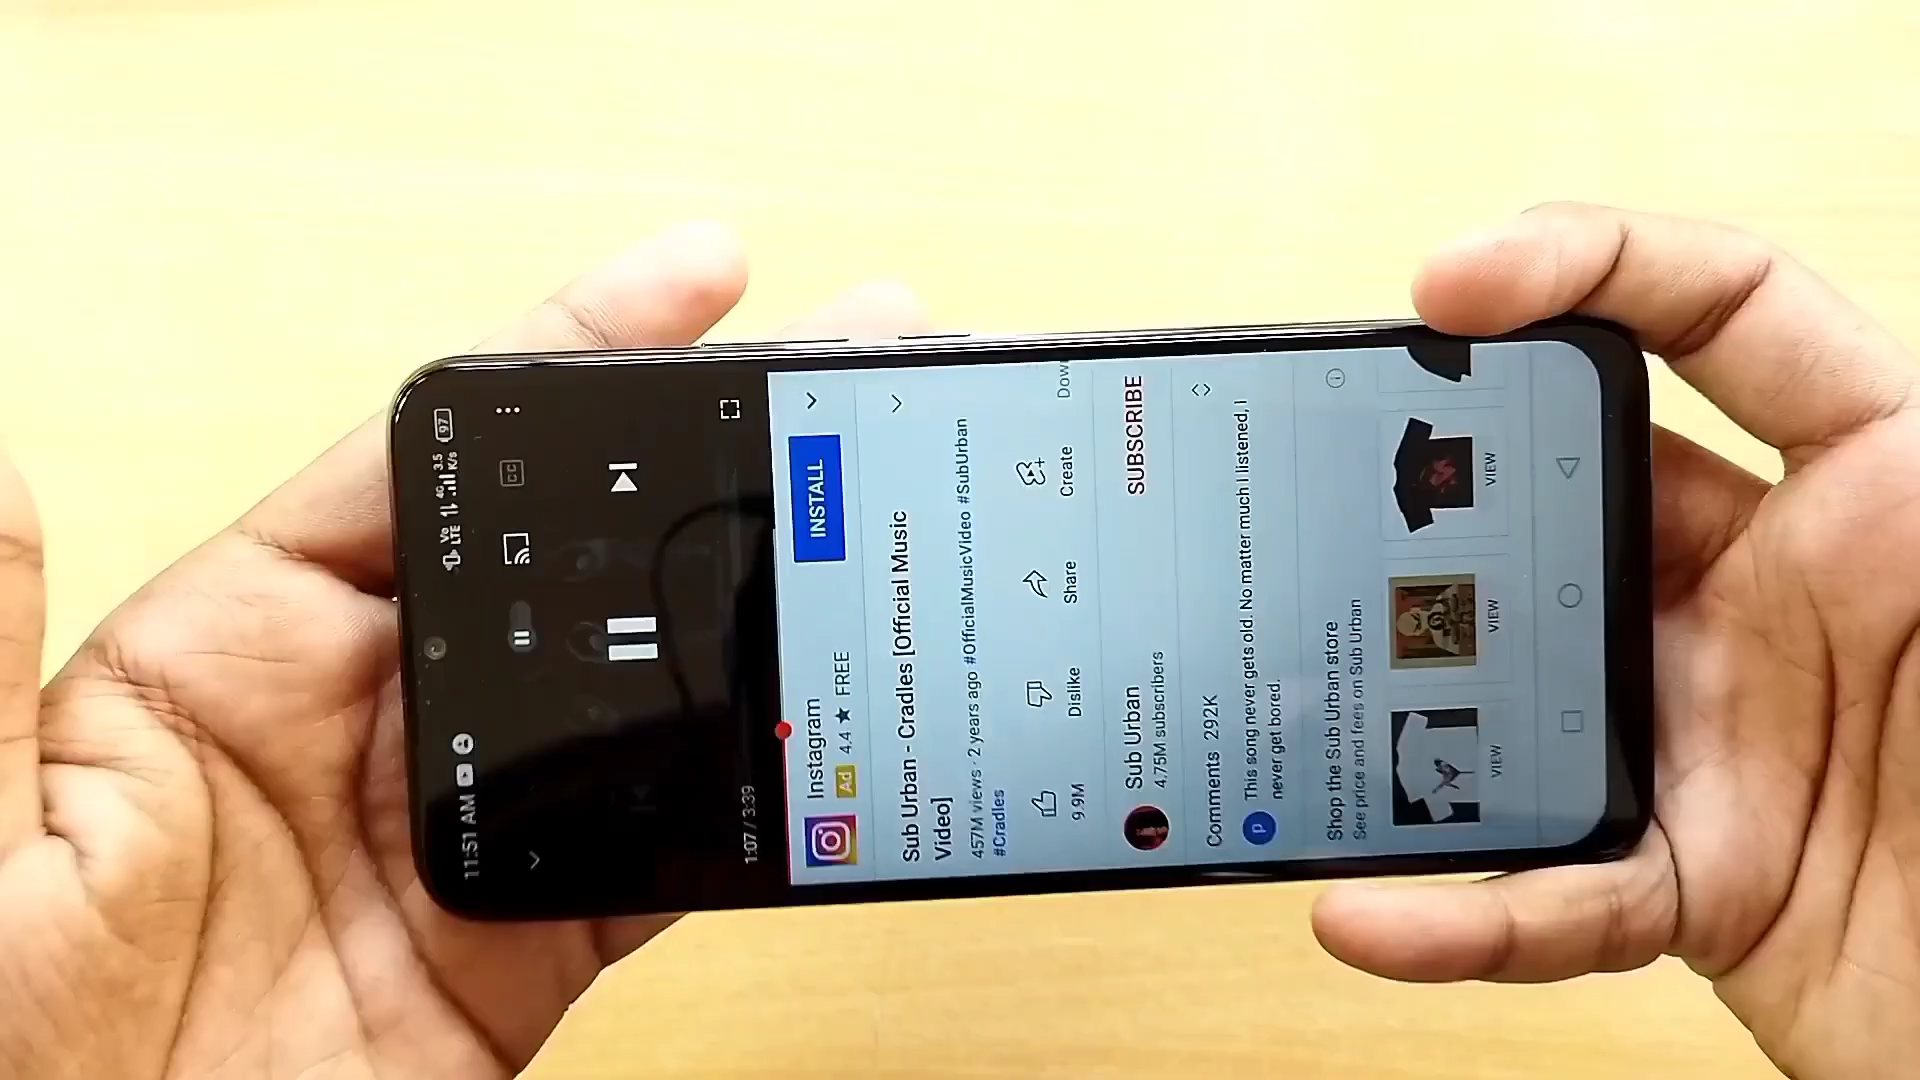 11:51 AM
Vo LTE 4G 3.5 K/s 97
CC
1:07 / 3:39
Instagram
Ad 4.4 ★ FREE
INSTALL
Sub Urban - Cradles [Official Music
Video]
457M views · 2 years ago #OfficialMusicVideo #SubUrban
#Cradles
9.9M
Dislike
Share
Create
Dow
Sub Urban
4.75M subscribers
SUBSCRIBE
Comments 292K
p
This song never gets old. No matter much I listened, I
never get bored.
Shop the Sub Urban store
See price and fees on Sub Urban
VIEW
VIEW
VIEW